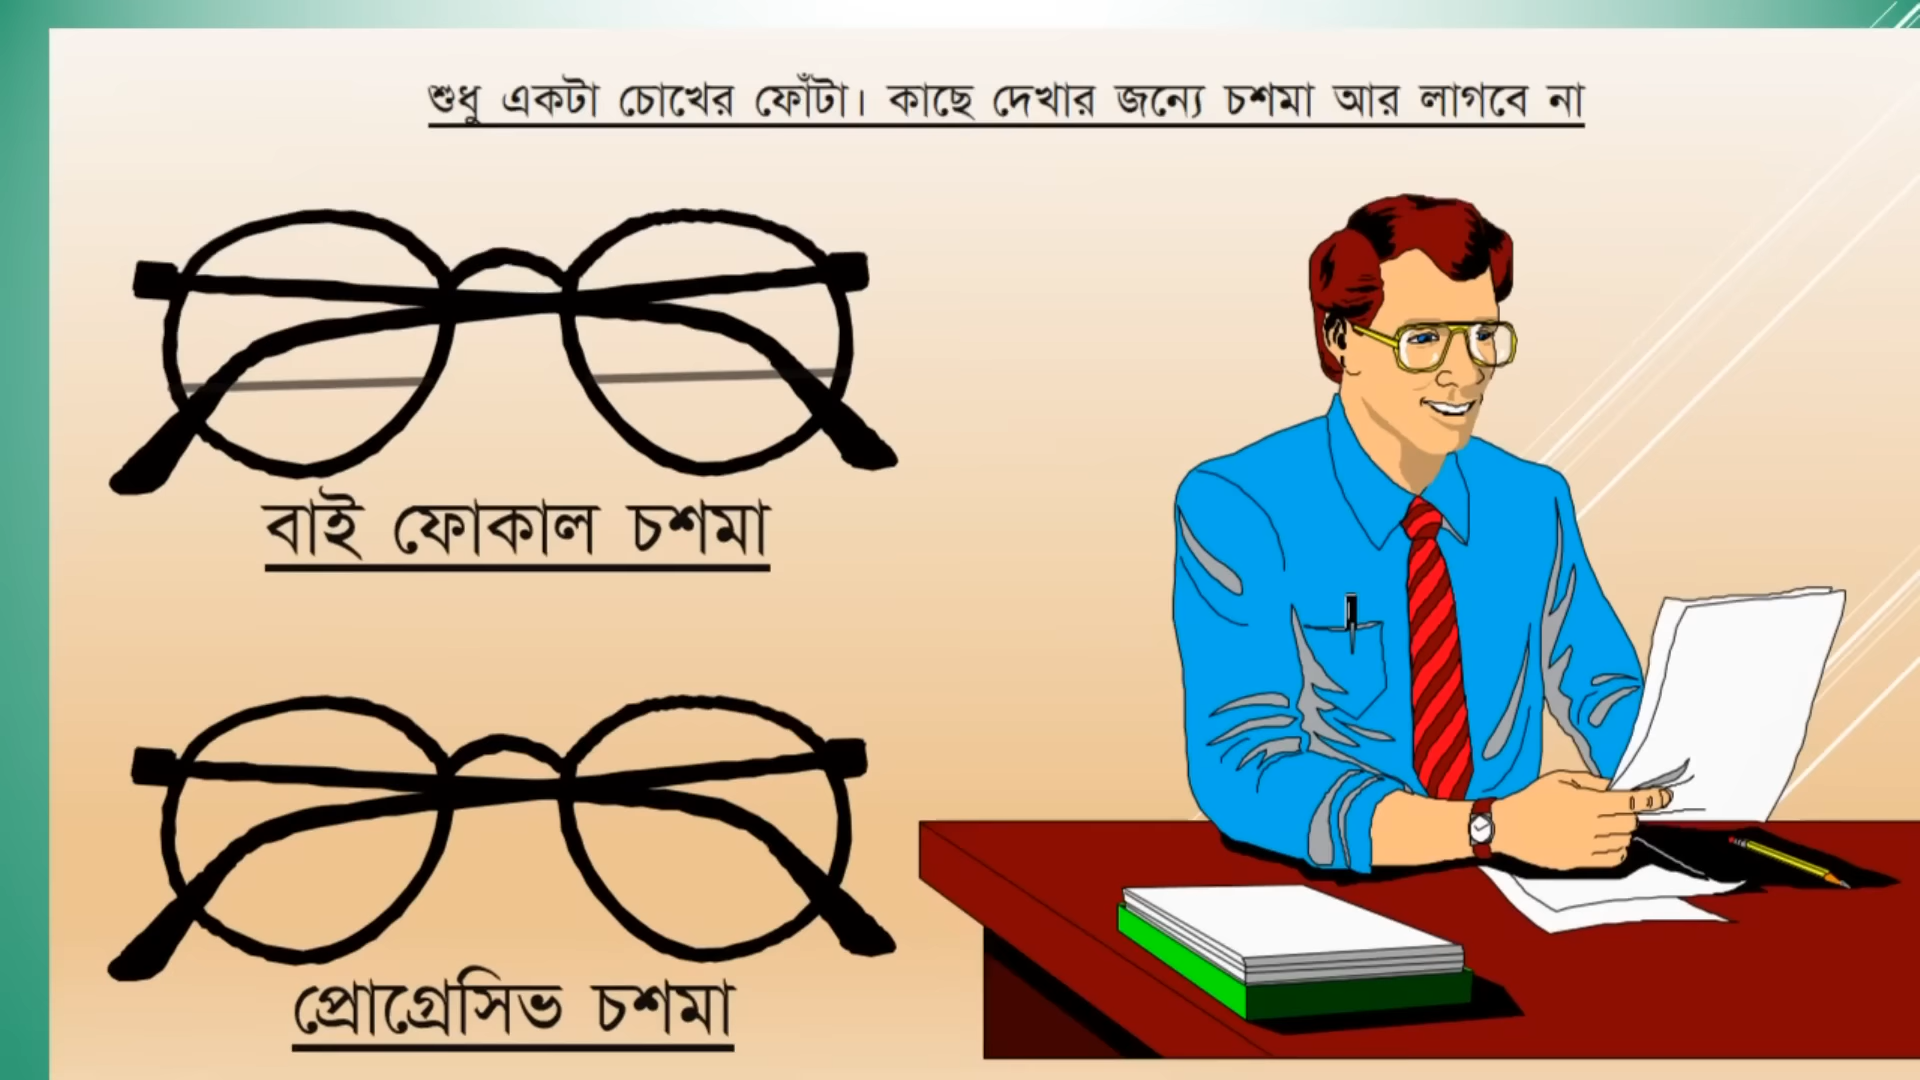 শুধু একটা চোখের ফোঁটা। কাছে দেখার জন্যে চশমা আর লাগবে না
বাই ফোকাল চশমা
প্রোগ্রেসিভ চশমা